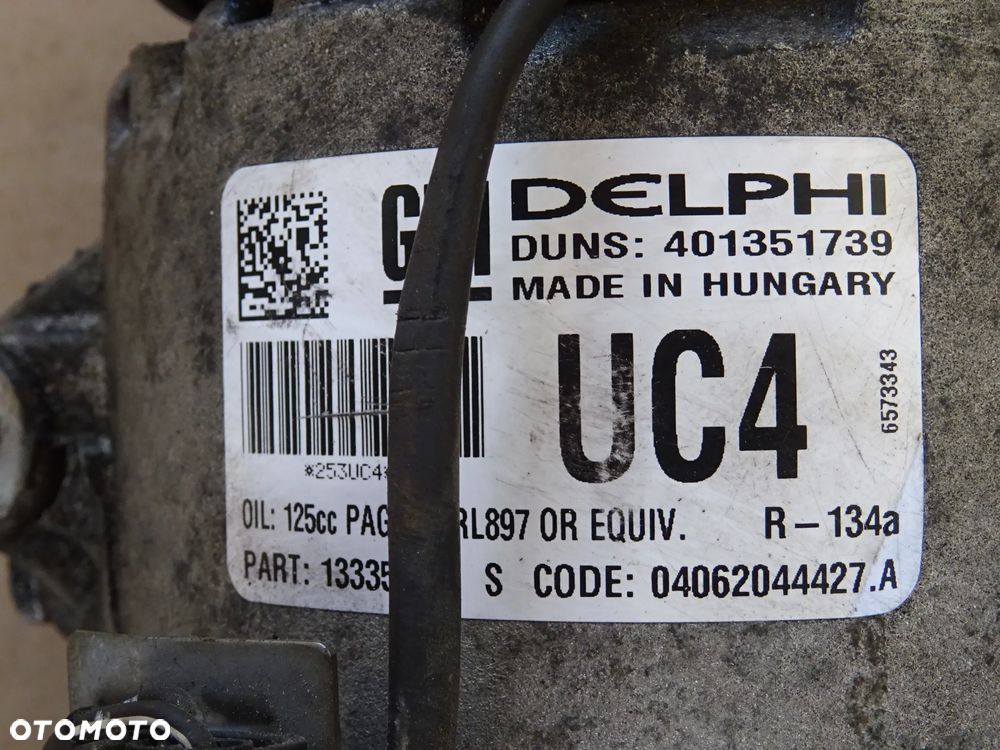 GM DELPHI
DUNS: 401351739
MADE IN HUNGARY
UC4
6573343
*253UC4*
OIL: 125cc PAG RL897 OR EQUIV. R-134a
PART: 13335 S CODE: 04062044427.A
OTOMOTO